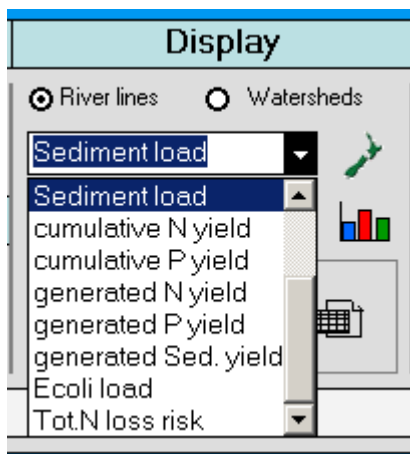 Display
River lines Watersheds
Sediment load
Sediment load
cumulative N yield
cumulative P yield
generated N yield
generated P yield
generated Sed. yield
Ecoli load
Tot.N loss risk